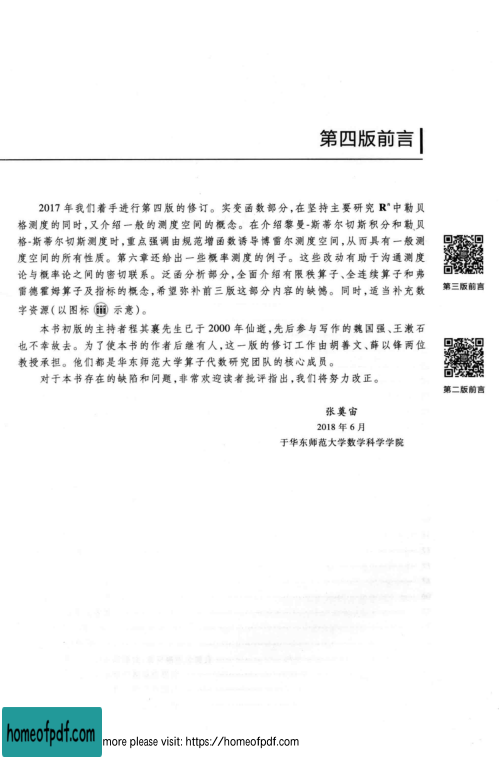 第四版前言
2017 年我们着手进行第四版的修订。实变函数部分,在坚持主要研究 Rⁿ 中勒贝
格测度的同时,又介绍一般的测度空间的概念。在介绍黎曼-斯蒂尔切斯积分和勒贝
格-斯蒂尔切斯测度时,重点强调由规范增函数诱导博雷尔测度空间,从而具有一般测
度空间的所有性质。第六章还给出一些概率测度的例子。这些改动有助于沟通测度
论与概率论之间的密切联系。泛函分析部分,全面介绍有限秩算子、全连续算子和弗
雷德霍姆算子及指标的概念,希望弥补前三版这部分内容的缺憾。同时,适当补充数
字资源(以图标 示意)。
本书初版的主持者程其襄先生已于 2000 年仙逝,先后参与写作的魏国强、王漱石
也不幸故去。为了使本书的作者后继有人,这一版的修订工作由胡善文、薛以锋两位
教授承担。他们都是华东师范大学算子代数研究团队的核心成员。
对于本书存在的缺陷和问题,非常欢迎读者批评指出,我们将努力改正。
张奠宙
2018 年 6 月
于华东师范大学数学科学学院
第三版前言
第二版前言
homeofpdf.com
more please visit: https://homeofpdf.com